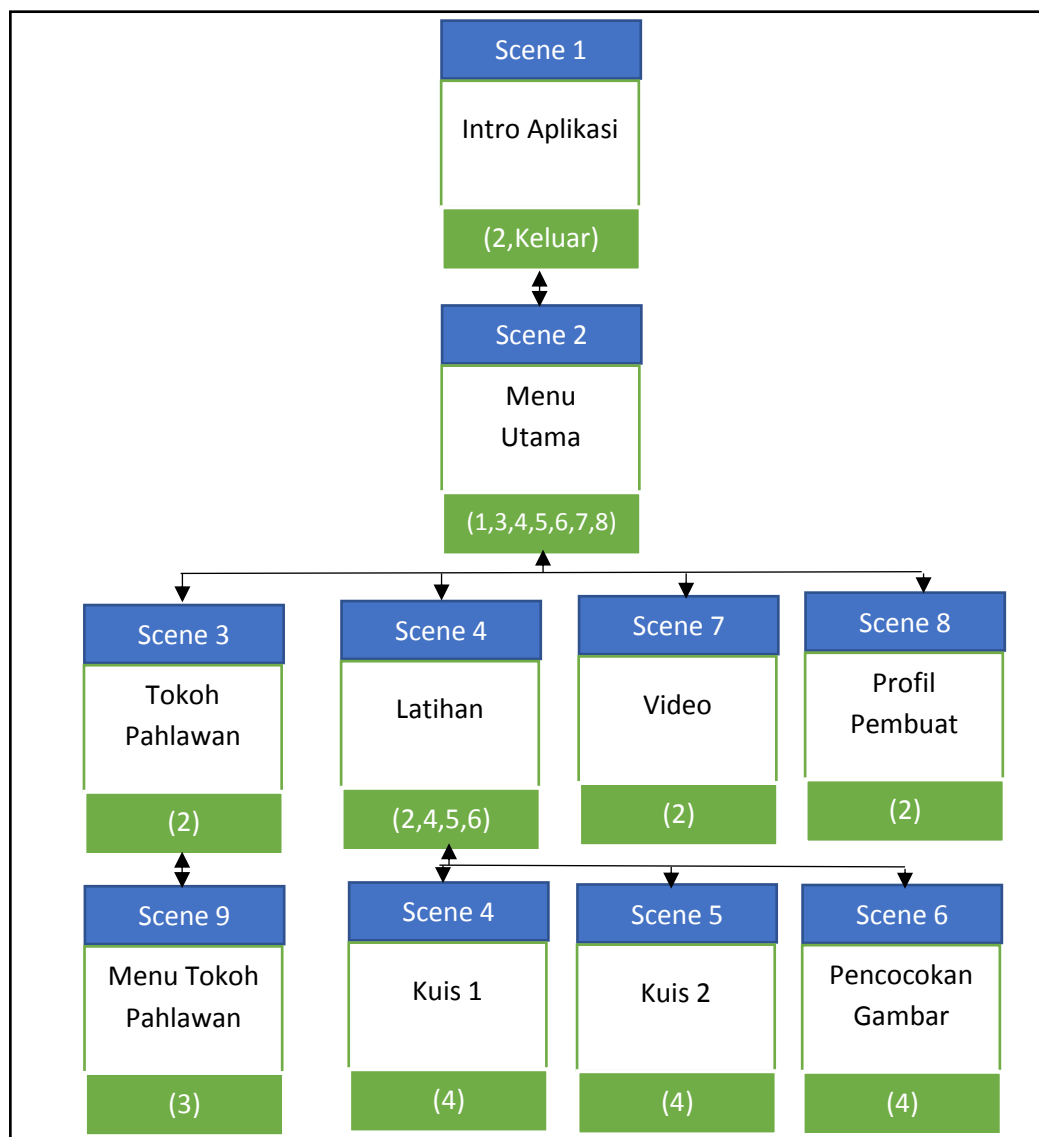 Scene 1
Intro Aplikasi
(2,Keluar)
Scene 2
Menu
Utama
(1,3,4,5,6,7,8)
Scene 3
Tokoh
Pahlawan
(2)
Scene 4
Latihan
(2,4,5,6)
Scene 7
Video
(2)
Scene 8
Profil
Pembuat
(2)
Scene 9
Menu Tokoh
Pahlawan
(3)
Scene 4
Kuis 1
(4)
Scene 5
Kuis 2
(4)
Scene 6
Pencocokan
Gambar
(4)